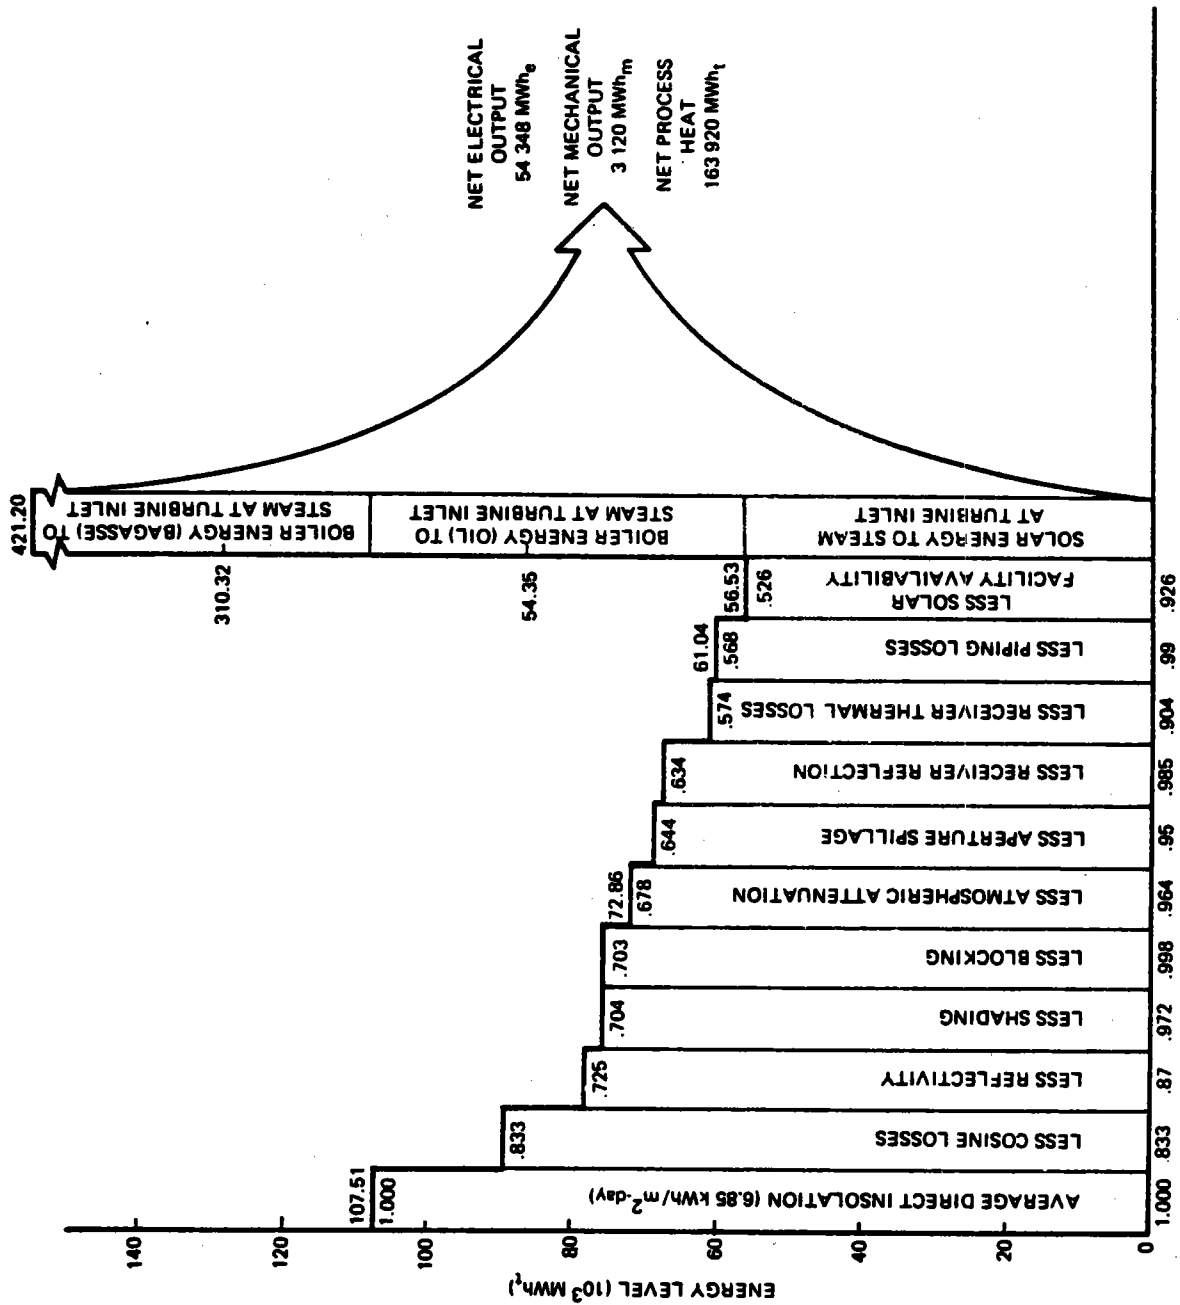 ENERGY LEVEL (10³ MWhₜ)
140
120
100
80
60
40
20
0
107.51
1.000
AVERAGE DIRECT INSOLATION (6.85 kWh/m²-day)
1.000
.833
LESS COSINE LOSSES
.833
.725
LESS REFLECTIVITY
.87
.704
LESS SHADING
.972
.703
LESS BLOCKING
.998
72.86
.678
LESS ATMOSPHERIC ATTENUATION
.964
.644
LESS APERTURE SPILLAGE
.95
.634
LESS RECEIVER REFLECTION
.985
.574
LESS RECEIVER THERMAL LOSSES
.904
61.04
.568
LESS PIPING LOSSES
.99
56.53
.526
LESS SOLAR
FACILITY AVAILABILITY
.926
421.20
310.32
BOILER ENERGY (BAGASSE) TO
STEAM AT TURBINE INLET
54.35
BOILER ENERGY (OIL) TO
STEAM AT TURBINE INLET
SOLAR ENERGY TO STEAM
AT TURBINE INLET
NET ELECTRICAL
OUTPUT
54 348 MWhₑ
NET MECHANICAL
OUTPUT
3 120 MWhₘ
NET PROCESS
HEAT
163 920 MWhₜ